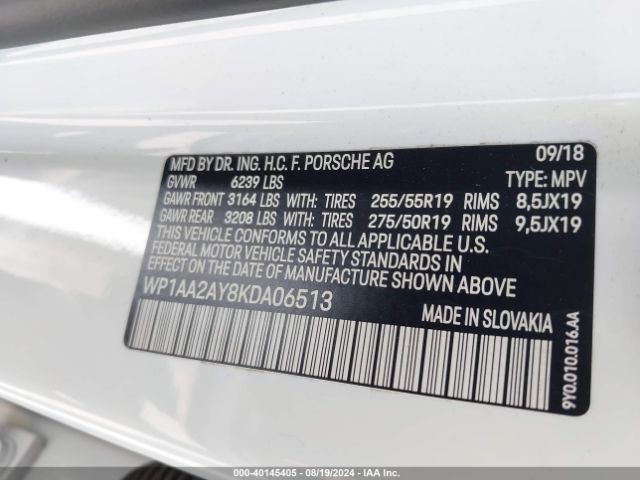 MFD BY DR. ING. H.C. F. PORSCHE AG 09/18
GVWR 6239 LBS TYPE: MPV
GAWR FRONT 3164 LBS WITH: TIRES 255/55R19 RIMS 8,5JX19
GAWR REAR 3208 LBS WITH: TIRES 275/50R19 RIMS 9,5JX19
THIS VEHICLE CONFORMS TO ALL APPLICABLE U.S.
FEDERAL MOTOR VEHICLE SAFETY STANDARDS IN
EFFECT ON THE DATE OF MANUFACTURE SHOWN ABOVE
WP1AA2AY8KDA06513
MADE IN SLOVAKIA
9Y0.010.016.AA
000-40145405 - 08/19/2024 - IAA Inc.